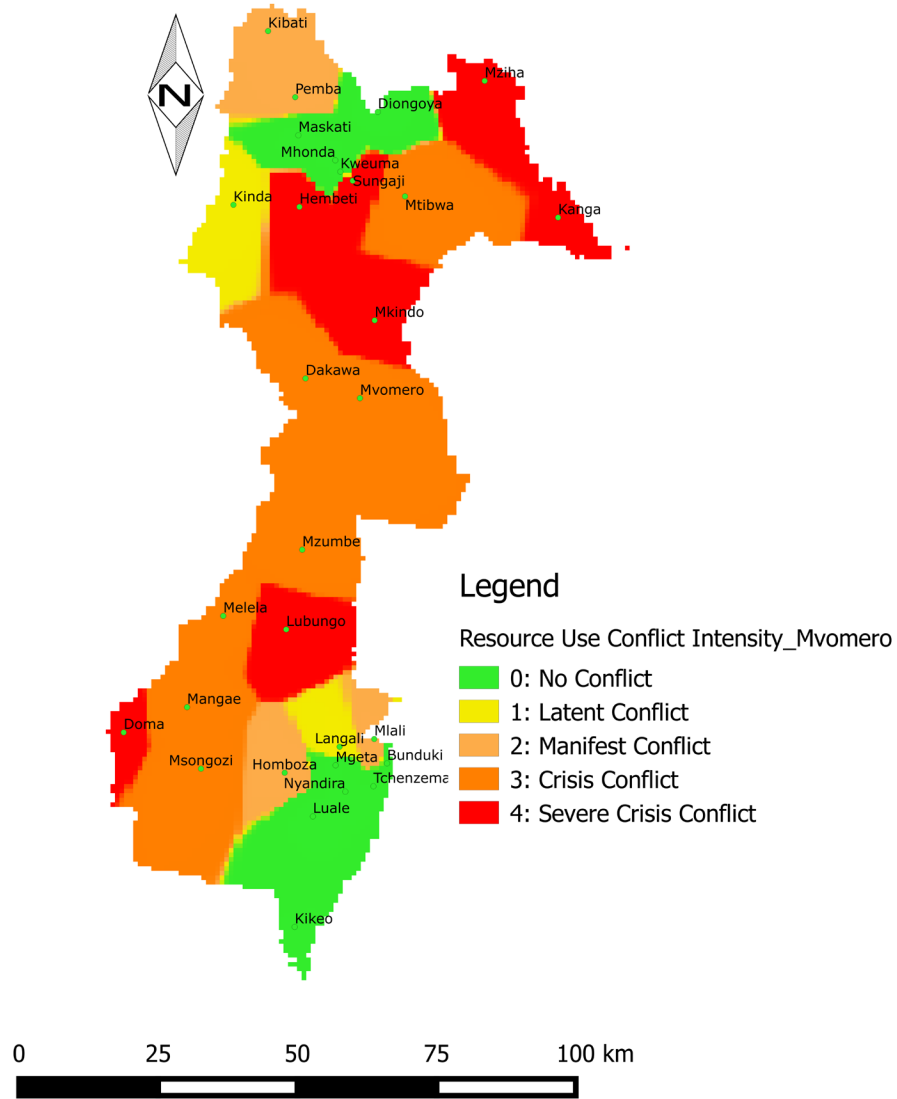 Kibati
Mziha
Pemba
Diongoya
N
Maskati
Mhonda
Kweuma
Sungaji
Kinda
Hembeti
Mtibwa
Kanga
Mkindo
Dakawa
Mvomero
Mzumbe
Legend
Melela
Lubungo
Resource Use Conflict Intensity_Mvomero
0: No Conflict
Mangae
1: Latent Conflict
Doma
Mlali
Langali
2: Manifest Conflict
Msongozi
Homboza
Mgeta
Bunduki
Nyandira
Tchenzema
3: Crisis Conflict
Luale
4: Severe Crisis Conflict
Kikeo
0 25 50 75 100 km